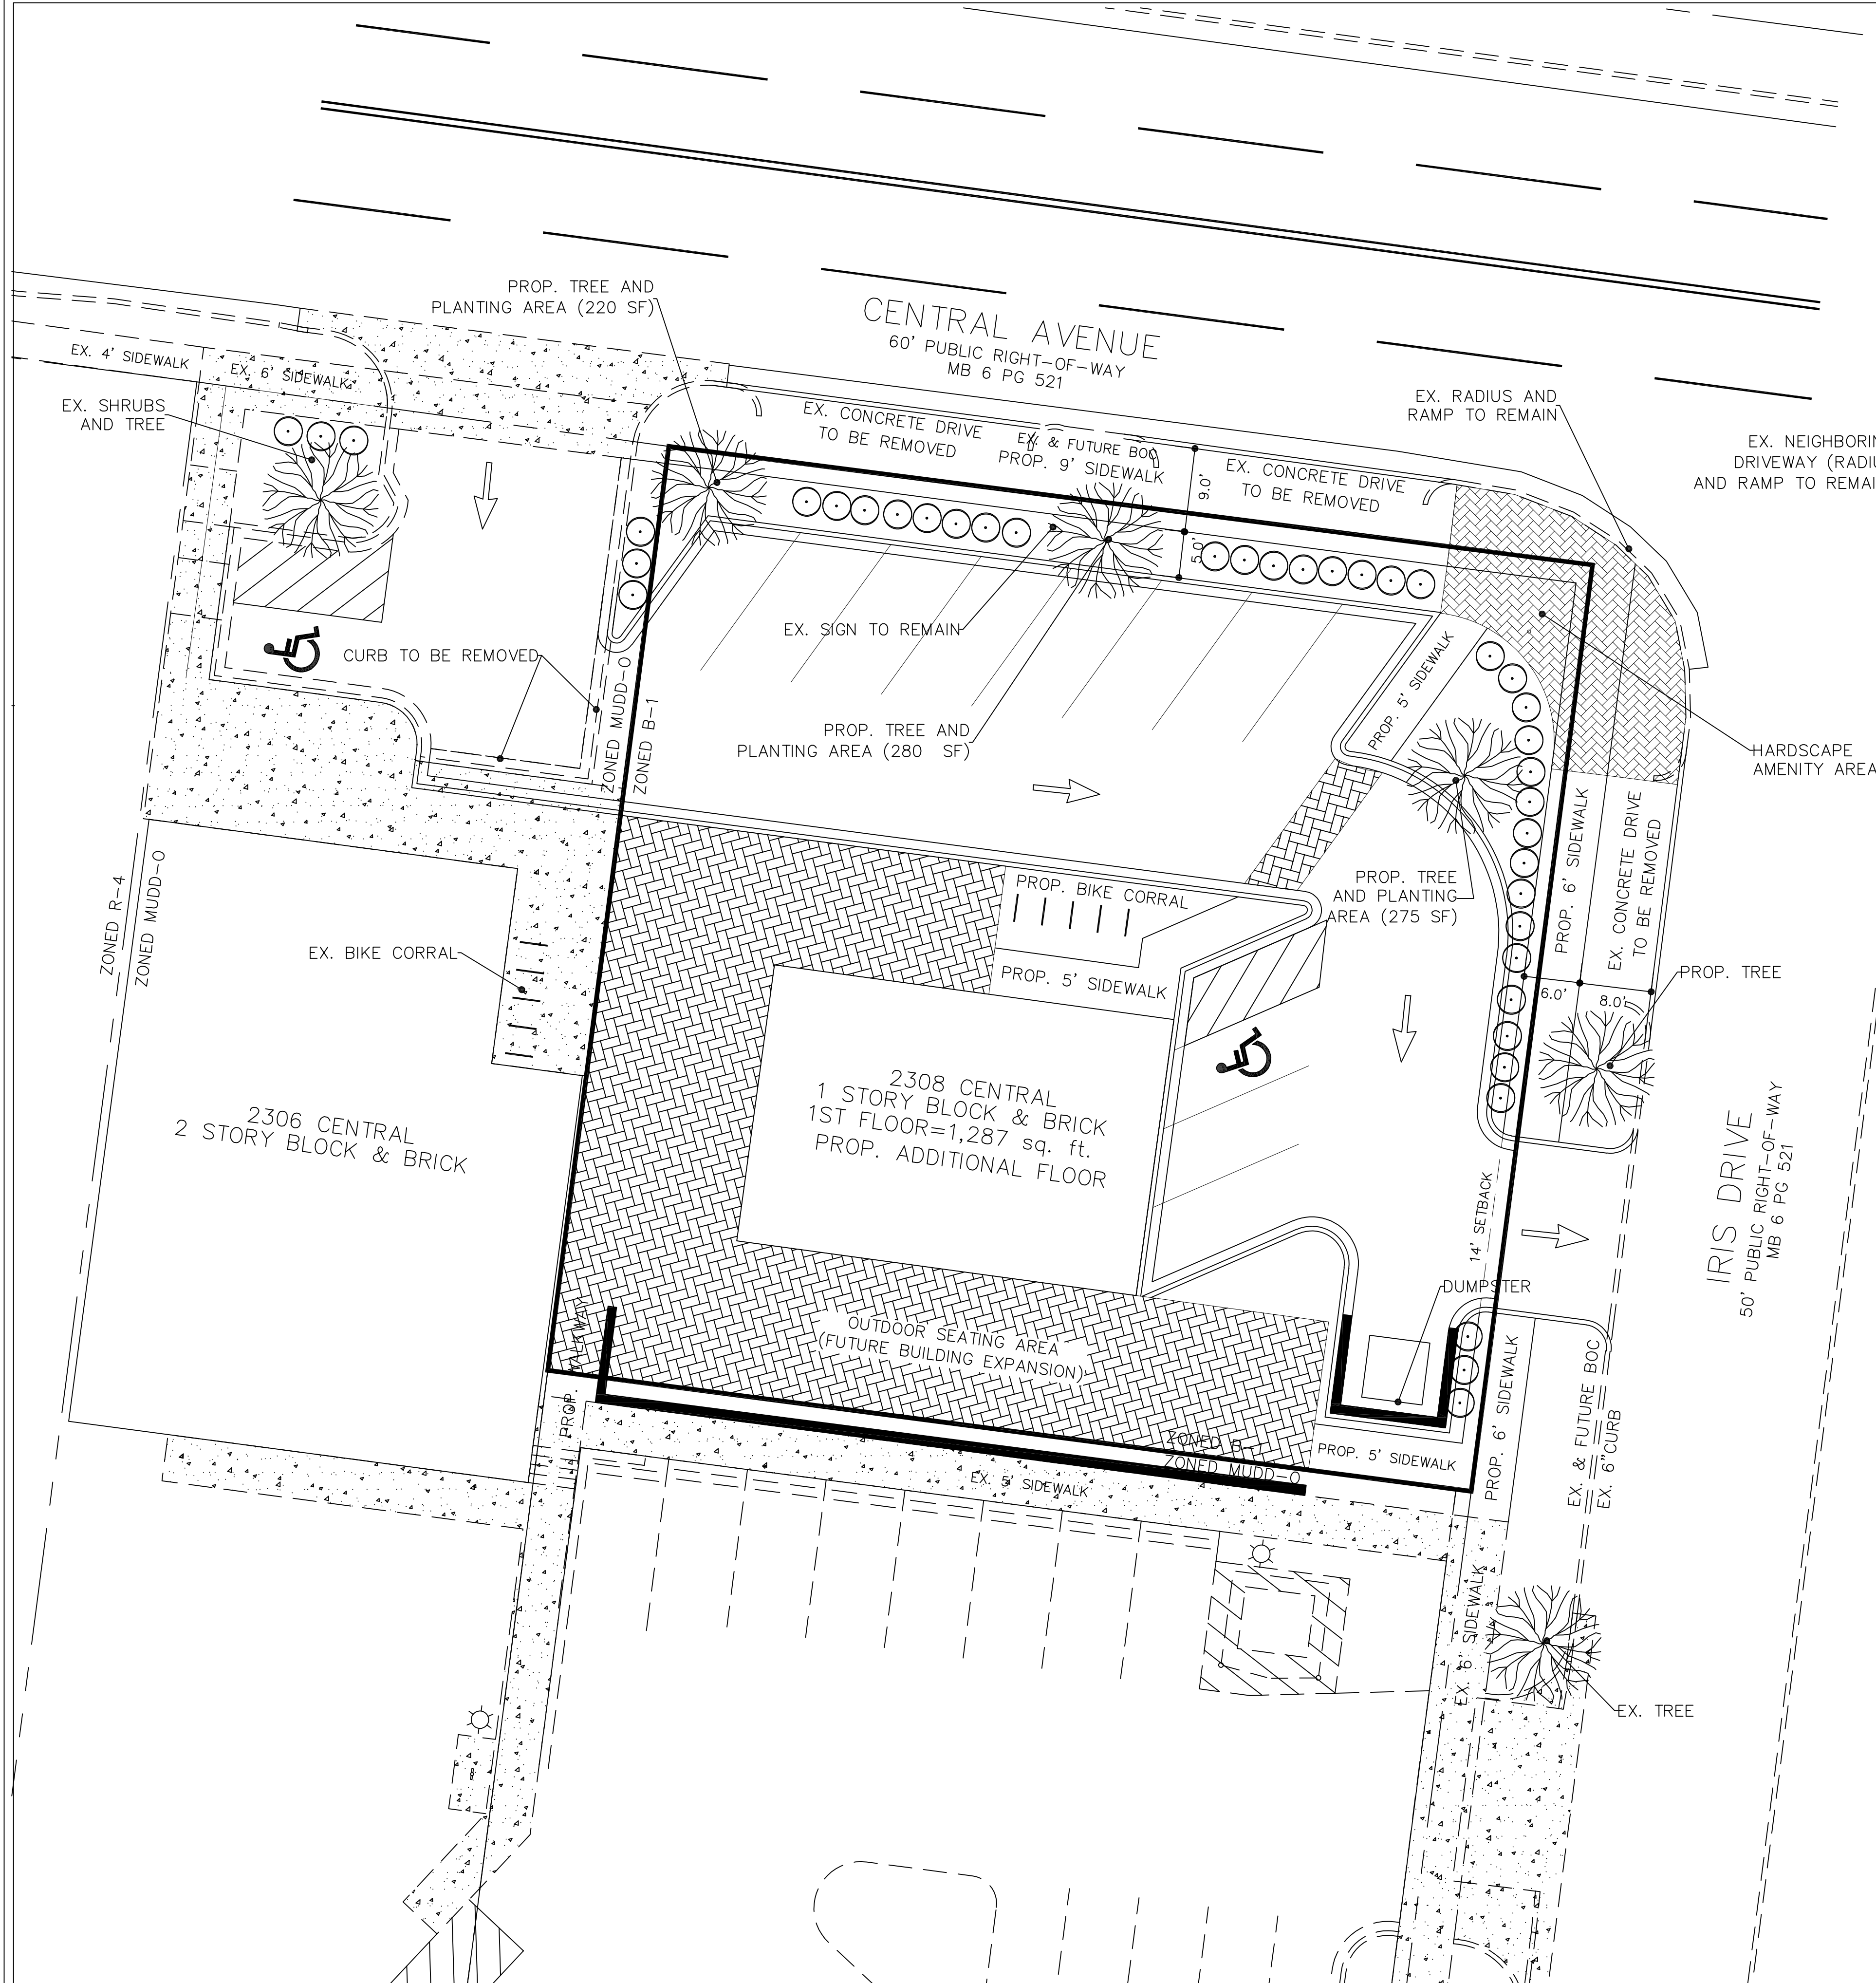 PROP. TREE AND
PLANTING AREA (220 SF)
CENTRAL AVENUE
60' PUBLIC RIGHT-OF-WAY
MB 6 PG 521
EX. 4' SIDEWALK
EX. 6' SIDEWALK
EX. SHRUBS
AND TREE
EX. CONCRETE DRIVE
TO BE REMOVED
EX. & FUTURE BOC
PROP. 9' SIDEWALK
9.0'
5.0'
EX. CONCRETE DRIVE
TO BE REMOVED
EX. RADIUS AND
RAMP TO REMAIN
EX. NEIGHBORIN
DRIVEWAY (RADIU
AND RAMP TO REMAI
EX. SIGN TO REMAIN
CURB TO BE REMOVED
ZONED MUDD-O
ZONED B-1
PROP. TREE AND
PLANTING AREA (280 SF)
PROP. 5' SIDEWALK
HARDSCAPE
AMENITY AREA
PROP. 6' SIDEWALK
EX. CONCRETE DRIVE
TO BE REMOVED
PROP. TREE
AND PLANTING
AREA (275 SF)
PROP. BIKE CORRAL
PROP. 5' SIDEWALK
ZONED R-4
ZONED MUDD-O
EX. BIKE CORRAL
PROP. TREE
6.0'
8.0'
2306 CENTRAL
2 STORY BLOCK & BRICK
2308 CENTRAL
1 STORY BLOCK & BRICK
1ST FLOOR=1,287 sq. ft.
PROP. ADDITIONAL FLOOR
14' SETBACK
IRIS DRIVE
50' PUBLIC RIGHT-OF-WAY
MB 6 PG 521
DUMPSTER
OUTDOOR SEATING AREA
(FUTURE BUILDING EXPANSION)
PROP. WALKWAY
PROP. 6' SIDEWALK
EX. & FUTURE BOC
EX. 6"CURB
ZONED B-
ZONED MUDD-O
PROP. 5' SIDEWALK
EX. 5' SIDEWALK
EX. 6' SIDEWALK
EX. TREE